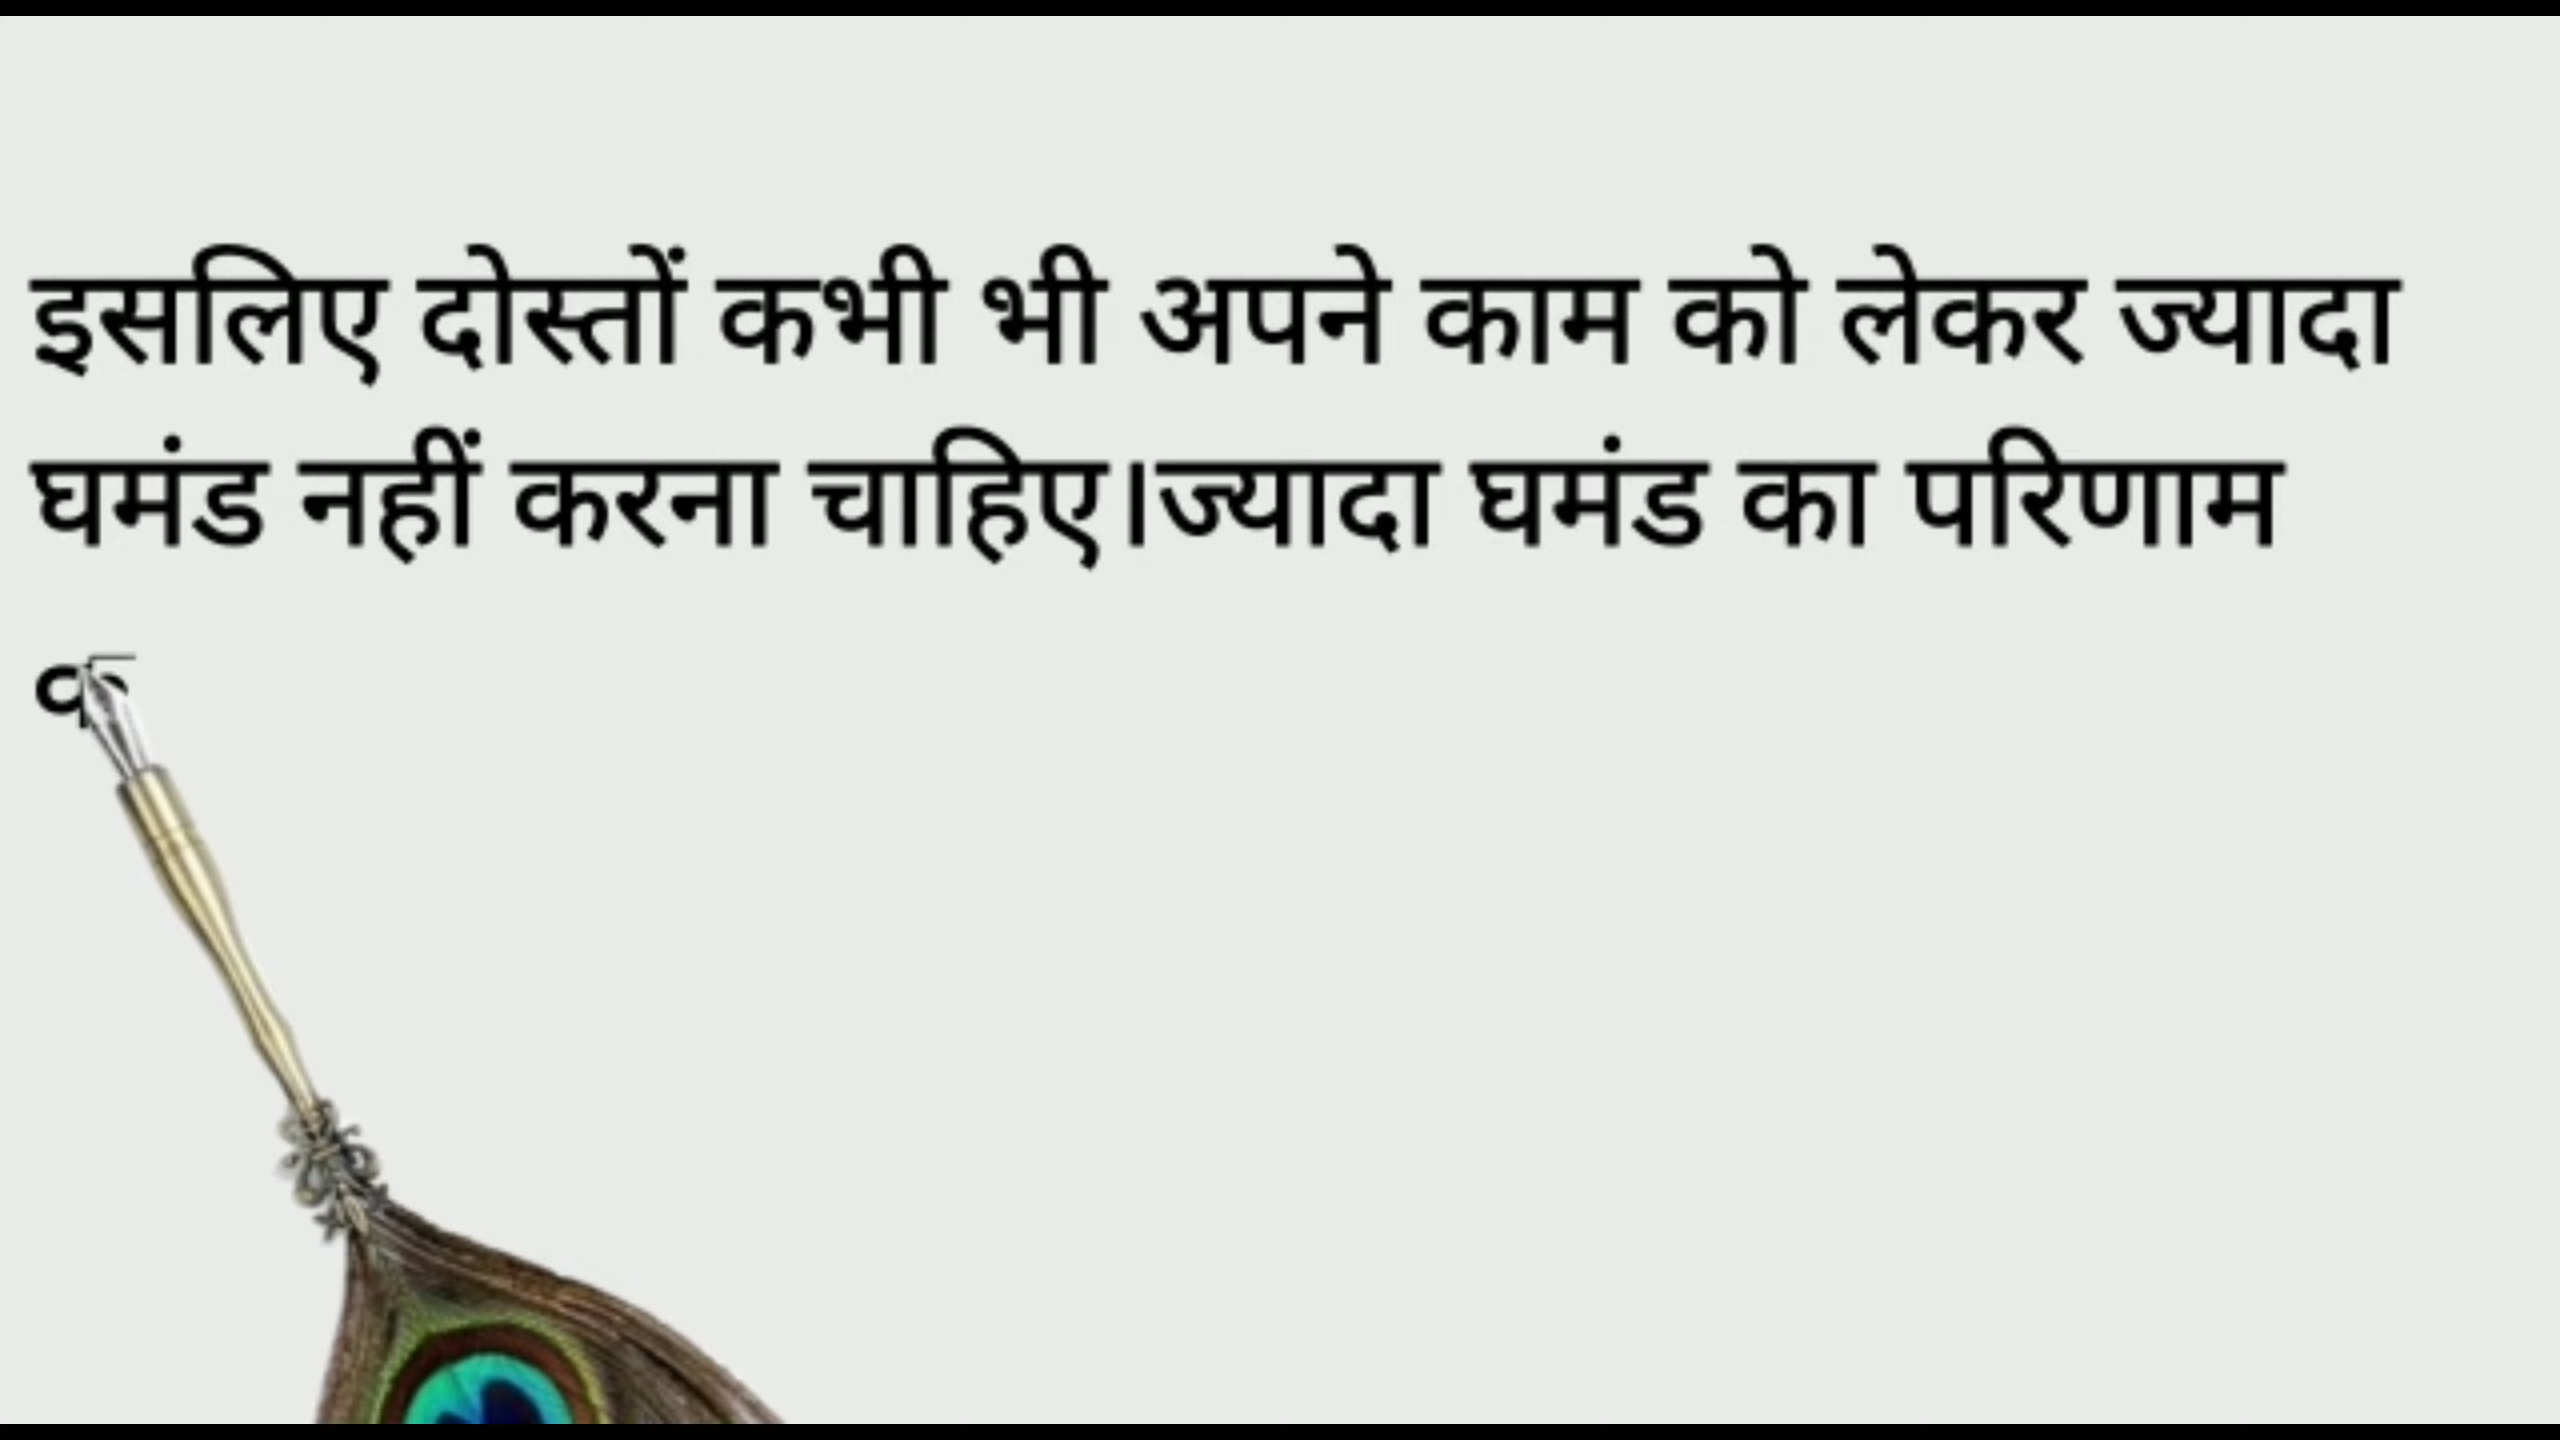 इसलिए दोस्तों कभी भी अपने काम को लेकर ज्यादा
घमंड नहीं करना चाहिए।ज्यादा घमंड का परिणाम